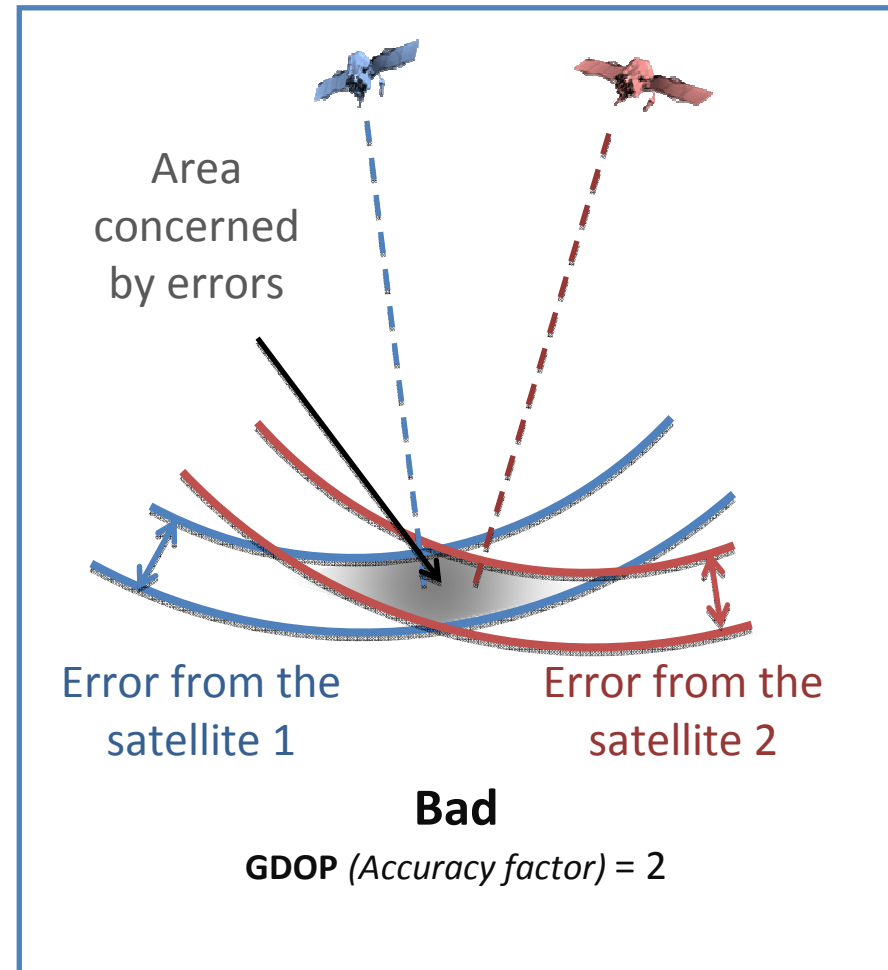 Area
concerned
by errors
Error from the
satellite 1
Error from the
satellite 2
Bad
GDOP (Accuracy factor) = 2